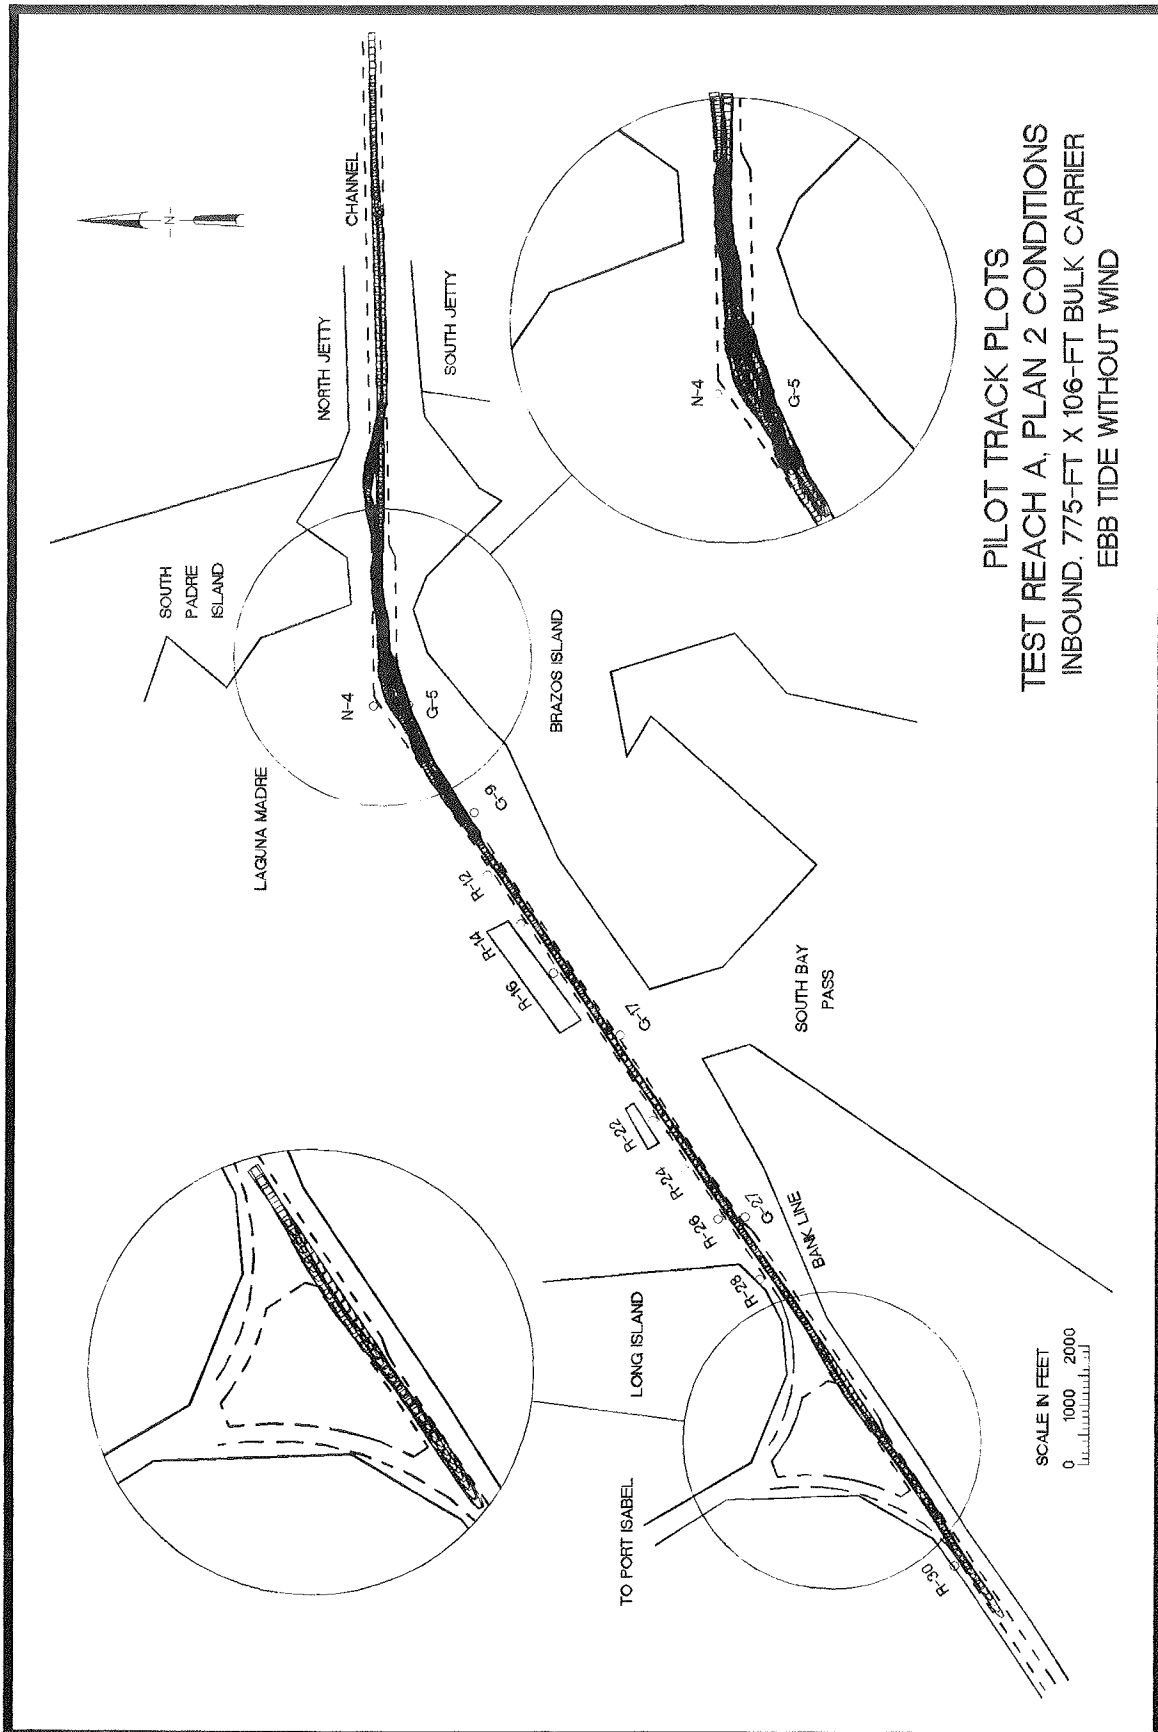 -N-
CHANNEL
NORTH JETTY
SOUTH JETTY
SOUTH
PADRE
ISLAND
N-4
G-5
LAGUNA MADRE
BRAZOS ISLAND
G-9
R-12
R-14
R-16
G-17
SOUTH BAY
PASS
R-22
R-24
R-26
G-27
R-28
BANK LINE
LONG ISLAND
TO PORT ISABEL
R-30
N-4
G-5
SCALE IN FEET
0 1000 2000
PILOT TRACK PLOTS
TEST REACH A, PLAN 2 CONDITIONS
INBOUND. 775-FT X 106-FT BULK CARRIER
EBB TIDE WITHOUT WIND